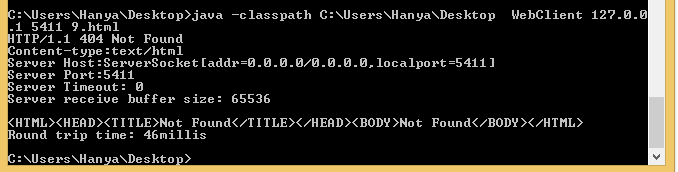 C:\Users\Hanya\Desktop>java -classpath C:\Users\Hanya\Desktop  WebClient 127.0.0
.1 5411 9.html
HTTP/1.1 404 Not Found
Content-type:text/html
Server Host:ServerSocket[addr=0.0.0.0/0.0.0.0,localport=5411]
Server Port:5411
Server Timeout: 0
Server receive buffer size: 65536
<HTML><HEAD><TITLE>Not Found</TITLE></HEAD><BODY>Not Found</BODY></HTML>
Round trip time: 46millis
C:\Users\Hanya\Desktop>